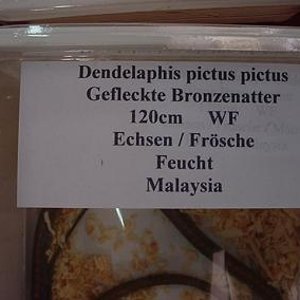 Dendelaphis pictus pictus
Gefleckte Bronzenatter
120cm WF
Echsen / Frösche
Feucht
Malaysia